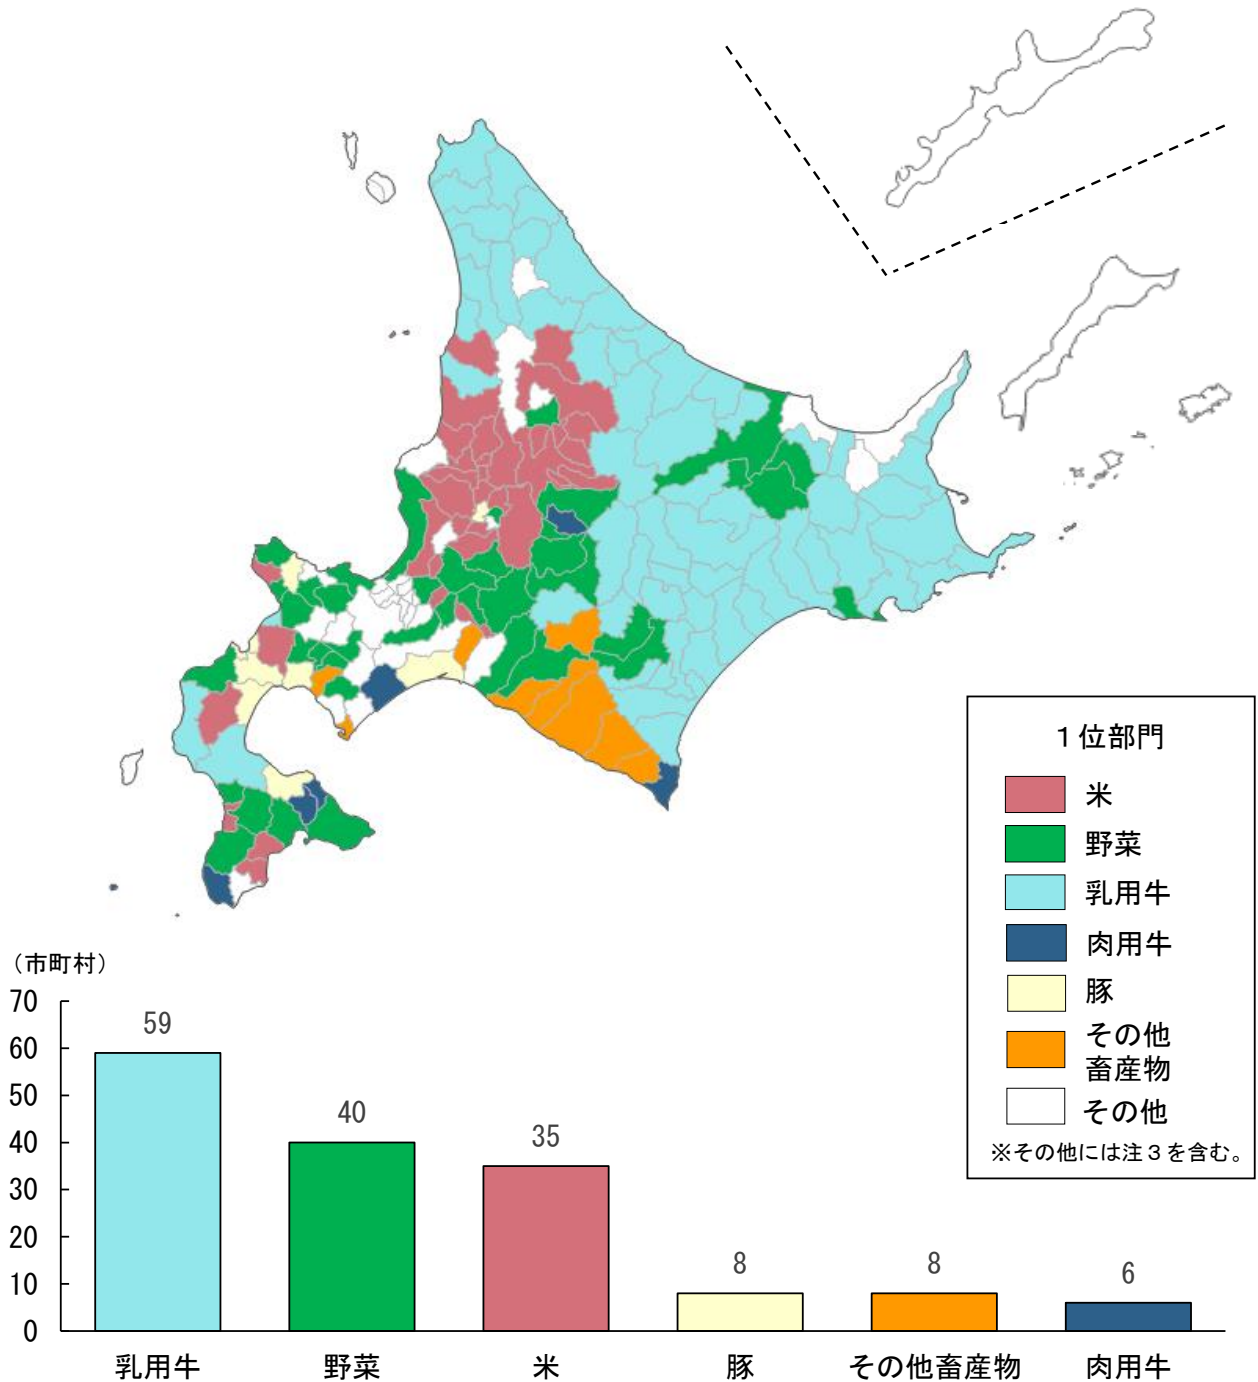 １位部門
米
野菜
乳用牛
肉用牛
豚
その他
畜産物
その他
※その他には注３を含む。
（市町村）
70
60
50
40
30
20
10
0
59
40
35
8
8
6
乳用牛
野菜
米
豚
その他畜産物
肉用牛